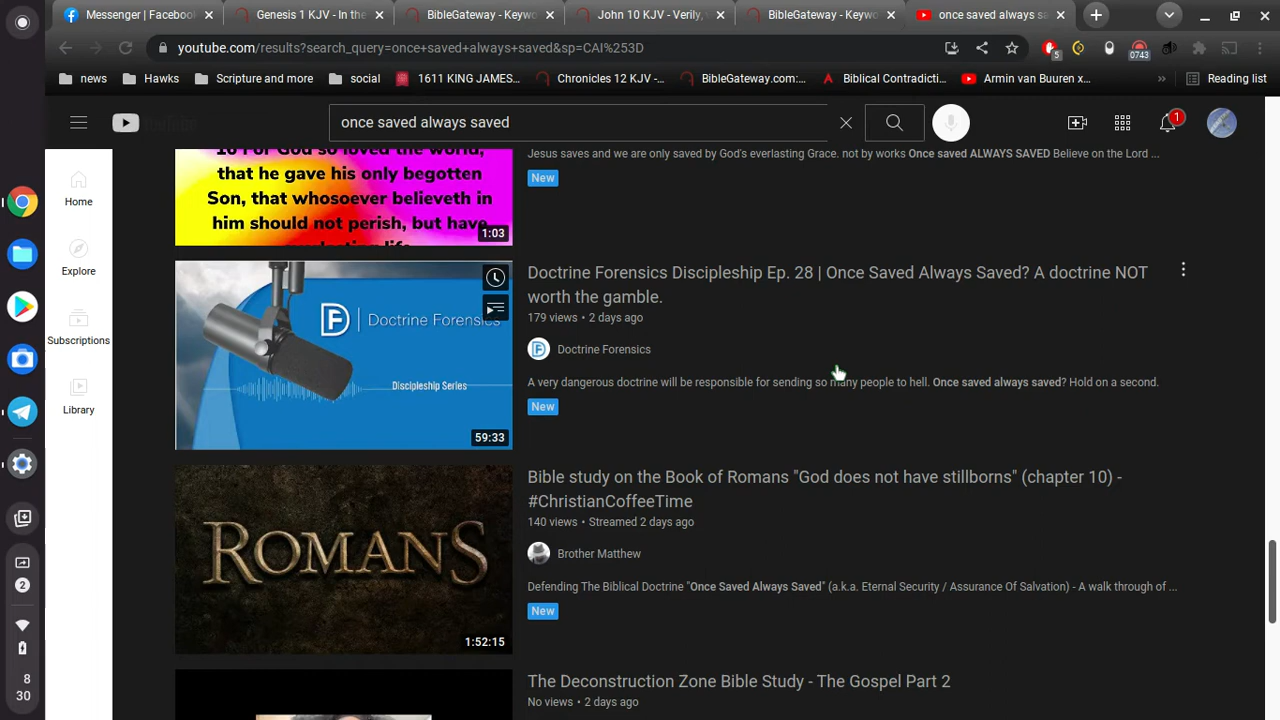 Messenger | Facebook
Genesis 1 KJV - In the
BibleGateway - Keywo
John 10 KJV - Verily,
BibleGateway - Keywo
once saved always sa
youtube.com/results?search_query=once+saved+always+saved&sp=CAI%253D
5
0743
news
Hawks
Scripture and more
social
1611 KING JAMES...
Chronicles 12 KJV -...
BibleGateway.com:...
Biblical Contradicti...
Armin van Buuren x...
»
Reading list
once saved always saved
1
Home
Explore
Subscriptions
Library
16 For God so loved the world,
that he gave his only begotten
Son, that whosoever believeth in
him should not perish, but have
1:03
Jesus saves and we are only saved by God's everlasting Grace. not by works Once saved ALWAYS SAVED Believe on the Lord ...
New
Doctrine Forensics
Discipleship Series
59:33
Doctrine Forensics Discipleship Ep. 28 | Once Saved Always Saved? A doctrine NOT
worth the gamble.
179 views • 2 days ago
Doctrine Forensics
A very dangerous doctrine will be responsible for sending so many people to hell. Once saved always saved? Hold on a second.
New
ROMANS
1:52:15
Bible study on the Book of Romans "God does not have stillborns" (chapter 10) -
#ChristianCoffeeTime
140 views • Streamed 2 days ago
Brother Matthew
Defending The Biblical Doctrine "Once Saved Always Saved" (a.k.a. Eternal Security / Assurance Of Salvation) - A walk through of ...
New
The Deconstruction Zone Bible Study - The Gospel Part 2
No views • 2 days ago
2
8
30